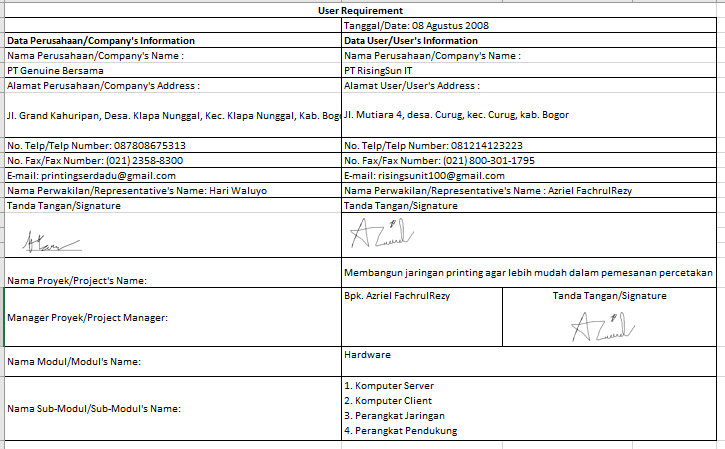 User Requirement
Tanggal/Date: 08 Agustus 2008
Data Perusahaan/Company's Information
Data User/User's Information
Nama Perusahaan/Company's Name :
Nama Perusahaan/Company's Name :
PT Genuine Bersama
PT RisingSun IT
Alamat Perusahaan/Company's Address :
Alamat User/User's Address :
Jl. Grand Kahuripan, Desa. Klapa Nunggal, Kec. Klapa Nunggal, Kab. Bog
Jl. Mutiara 4, desa. Curug, kec. Curug, kab. Bogor
No. Telp/Telp Number: 087808675313
No. Telp/Telp Number: 081214123223
No. Fax/Fax Number: (021) 2358-8300
No. Fax/Fax Number: (021) 800-301-1795
E-mail: printingserdadu@gmail.com
E-mail: risingsunit100@gmail.com
Nama Perwakilan/Representative's Name: Hari Waluyo
Nama Perwakilan/Representative's Name : Azriel FachrulRezy
Tanda Tangan/Signature
Tanda Tangan/Signature
Azriel
Nama Proyek/Project's Name:
Membangun jaringan printing agar lebih mudah dalam pemesanan percetakan
Manager Proyek/Project Manager:
Bpk. Azriel FachrulRezy
Tanda Tangan/Signature
Azriel
Nama Modul/Modul's Name:
Hardware
Nama Sub-Modul/Sub-Modul's Name:
1. Komputer Server
2. Komputer Client
3. Perangkat Jaringan
4. Perangkat Pendukung